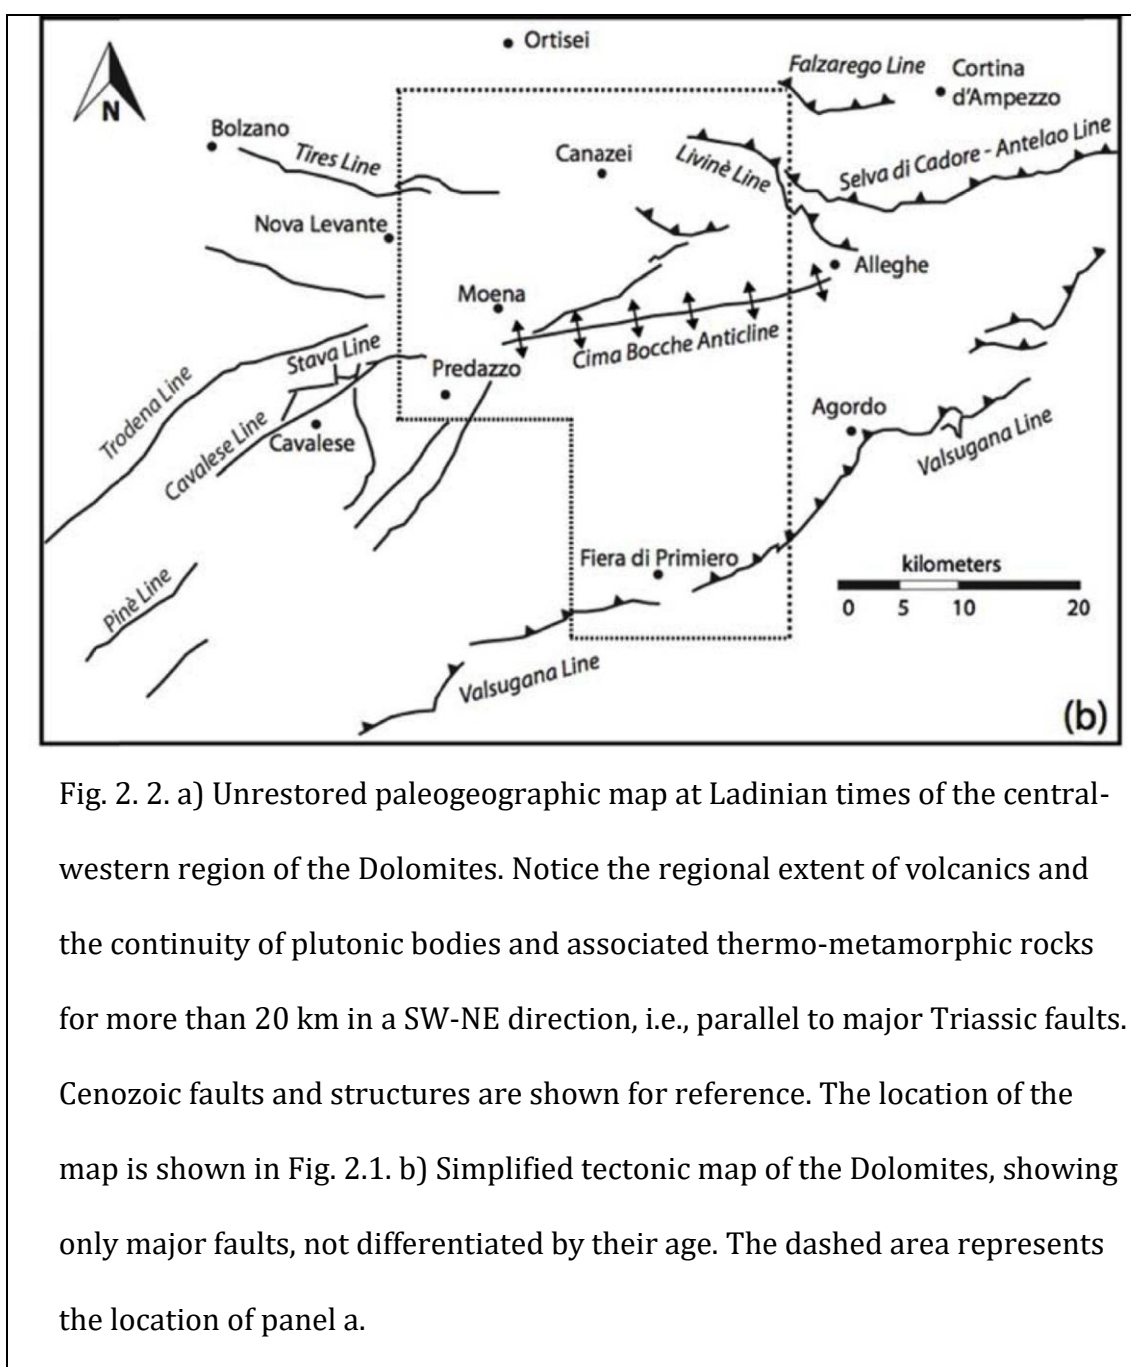 Ortisei
Falzarego Line
Cortina
d'Ampezzo
N
Bolzano
Tires Line
Canazei
Livinè Line
Selva di Cadore - Antelao Line
Nova Levante
Alleghe
Moena
Cima Bocche Anticline
Stava Line
Predazzo
Trodena Line
Cavalese Line
Cavalese
Agordo
Valsugana Line
Fiera di Primiero
kilometers
0 5 10 20
Pinè Line
Valsugana Line
(b)
Fig. 2. 2. a) Unrestored paleogeographic map at Ladinian times of the central-
western region of the Dolomites. Notice the regional extent of volcanics and
the continuity of plutonic bodies and associated thermo-metamorphic rocks
for more than 20 km in a SW-NE direction, i.e., parallel to major Triassic faults.
Cenozoic faults and structures are shown for reference. The location of the
map is shown in Fig. 2.1. b) Simplified tectonic map of the Dolomites, showing
only major faults, not differentiated by their age. The dashed area represents
the location of panel a.